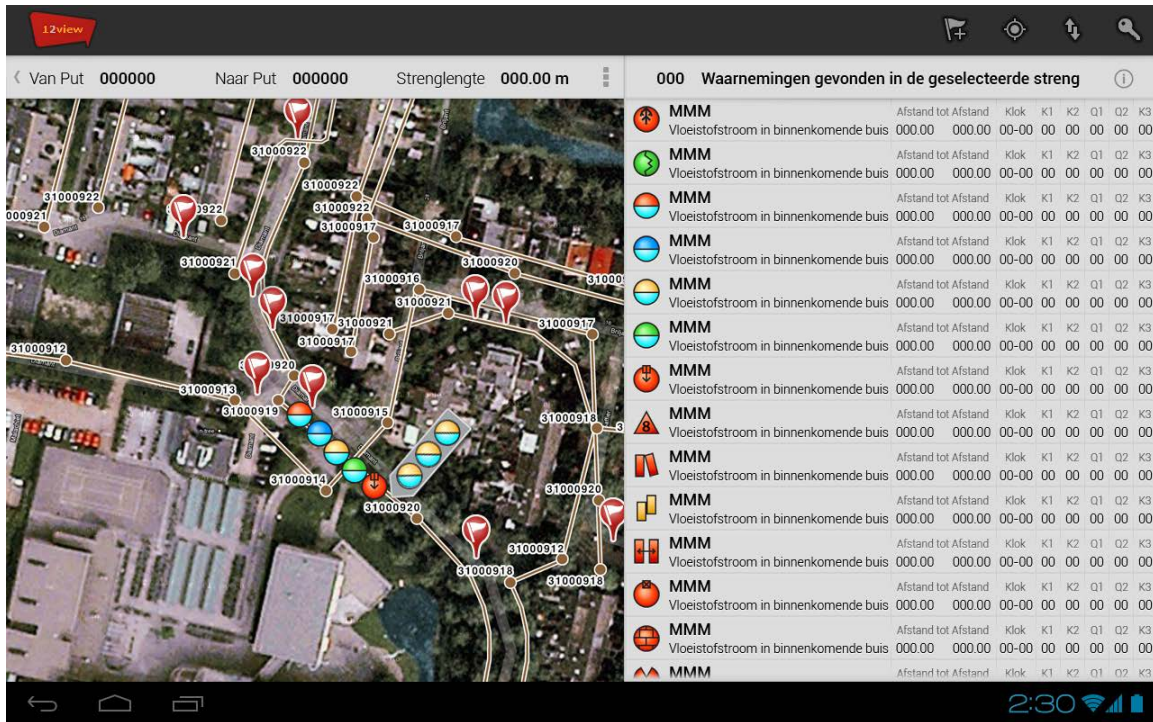 12view
Van Put 000000 Naar Put 000000 Strenglengte 000.00 m
000 Waarnemingen gevonden in de geselecteerde streng
31000922
31000922
31000922
31000922
000921
0922
31000917
31000917
31000921
31000920
31000
31000916
31000921
31000917
31000921
31000917
31000917
31000912
0920
31000913
31000919
31000915
31000918
31000914
31000920
31000920
31000912
31000918
31000918
MMM Afstand tot Afstand Klok K1 K2 Q1 Q2 K3
Vloeistofstroom in binnenkomende buis 000.00 000.00 00-00 00 00 00 00 00
MMM Afstand tot Afstand Klok K1 K2 Q1 Q2 K3
Vloeistofstroom in binnenkomende buis 000.00 000.00 00-00 00 00 00 00 00
MMM Afstand tot Afstand Klok K1 K2 Q1 Q2 K3
Vloeistofstroom in binnenkomende buis 000.00 000.00 00-00 00 00 00 00 00
MMM Afstand tot Afstand Klok K1 K2 Q1 Q2 K3
Vloeistofstroom in binnenkomende buis 000.00 000.00 00-00 00 00 00 00 00
MMM Afstand tot Afstand Klok K1 K2 Q1 Q2 K3
Vloeistofstroom in binnenkomende buis 000.00 000.00 00-00 00 00 00 00 00
MMM Afstand tot Afstand Klok K1 K2 Q1 Q2 K3
Vloeistofstroom in binnenkomende buis 000.00 000.00 00-00 00 00 00 00 00
MMM Afstand tot Afstand Klok K1 K2 Q1 Q2 K3
Vloeistofstroom in binnenkomende buis 000.00 000.00 00-00 00 00 00 00 00
8 MMM Afstand tot Afstand Klok K1 K2 Q1 Q2 K3
Vloeistofstroom in binnenkomende buis 000.00 000.00 00-00 00 00 00 00 00
MMM Afstand tot Afstand Klok K1 K2 Q1 Q2 K3
Vloeistofstroom in binnenkomende buis 000.00 000.00 00-00 00 00 00 00 00
MMM Afstand tot Afstand Klok K1 K2 Q1 Q2 K3
Vloeistofstroom in binnenkomende buis 000.00 000.00 00-00 00 00 00 00 00
MMM Afstand tot Afstand Klok K1 K2 Q1 Q2 K3
Vloeistofstroom in binnenkomende buis 000.00 000.00 00-00 00 00 00 00 00
MMM Afstand tot Afstand Klok K1 K2 Q1 Q2 K3
Vloeistofstroom in binnenkomende buis 000.00 000.00 00-00 00 00 00 00 00
MMM Afstand tot Afstand Klok K1 K2 Q1 Q2 K3
Vloeistofstroom in binnenkomende buis 000.00 000.00 00-00 00 00 00 00 00
MMM Afstand tot Afstand Klok K1 K2 Q1 Q2 K3
2:30